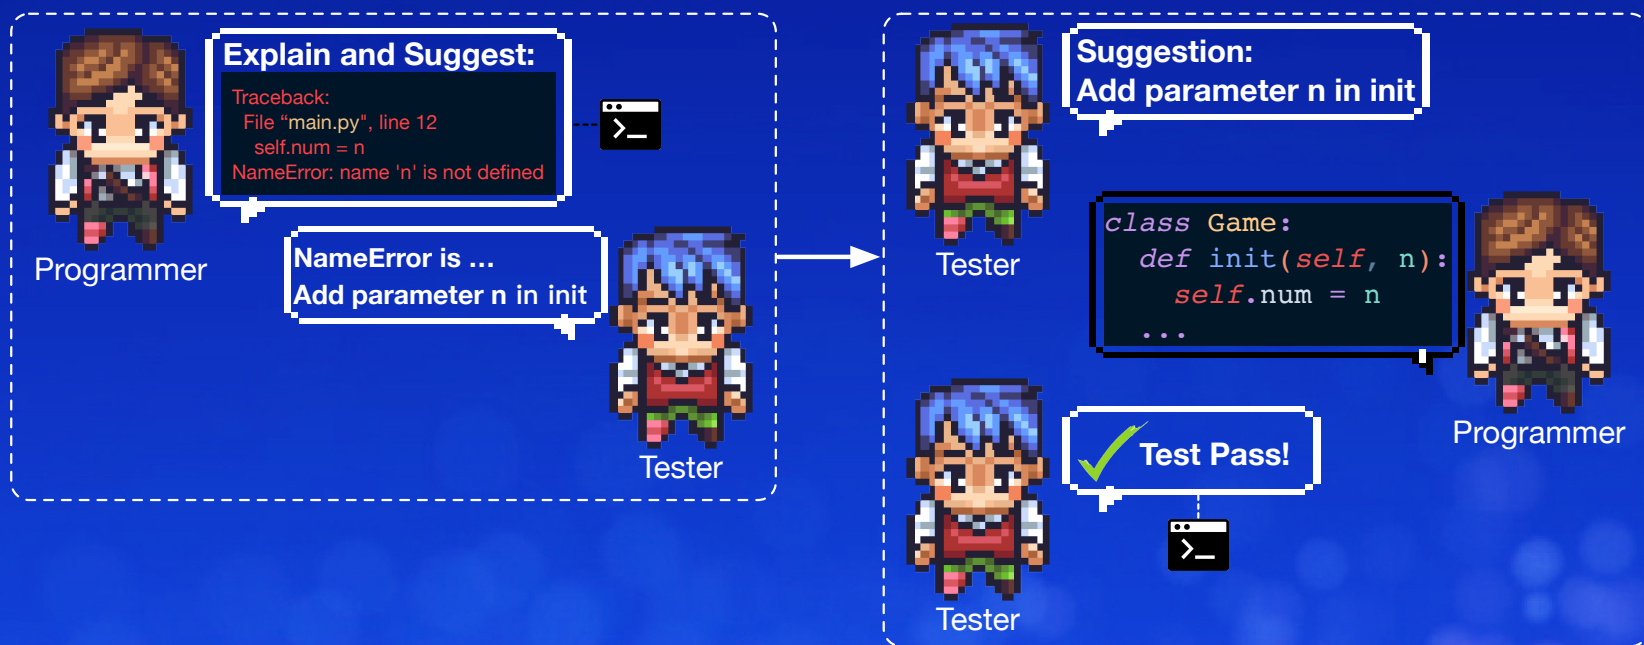 Explain and Suggest:
Traceback:
File “main.py", line 12
self.num = n
NameError: name 'n' is not defined
Programmer
NameError is ...
Add parameter n in init
Tester
Suggestion:
Add parameter n in init
Tester
class Game:
def init(self, n):
self.num = n
...
Programmer
Test Pass!
Tester